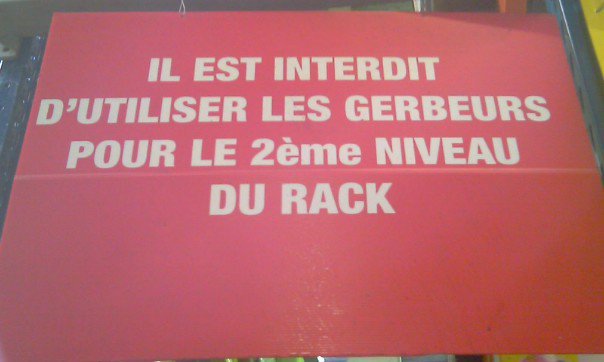 IL EST INTERDIT
D'UTILISER LES GERBEURS
POUR LE 2ème NIVEAU
DU RACK